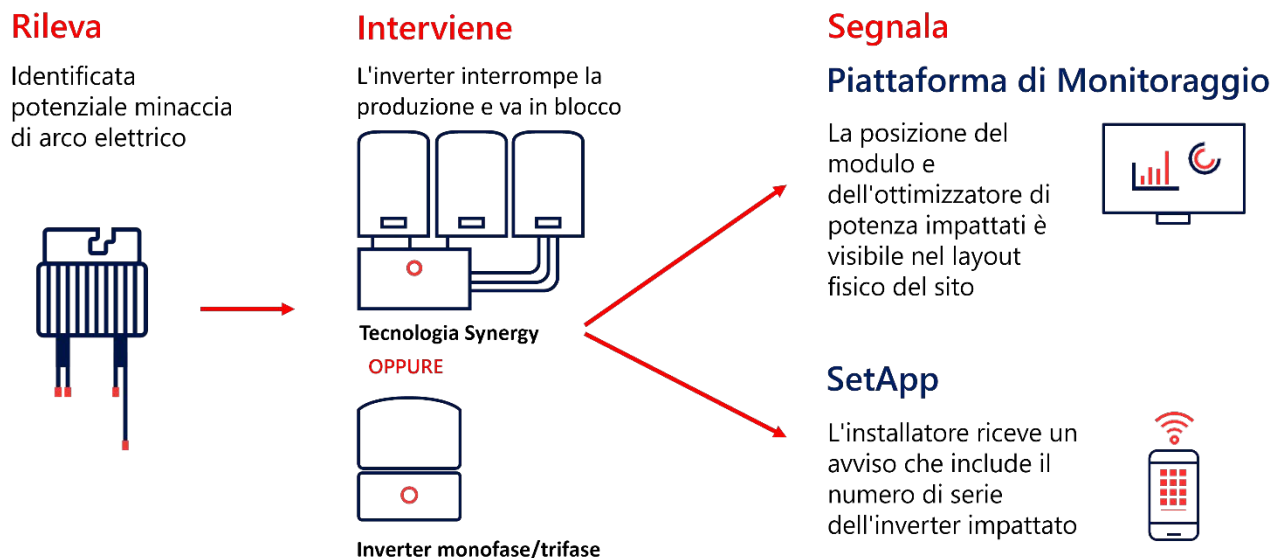 Rileva
Identificata
potenziale minaccia
di arco elettrico
Interviene
L'inverter interrompe la
produzione e va in blocco
Tecnologia Synergy
OPPURE
Inverter monofase/trifase
Segnala
Piattaforma di Monitoraggio
La posizione del
modulo e
dell'ottimizzatore di
potenza impattati è
visibile nel layout
fisico del sito
SetApp
L'installatore riceve un
avviso che include il
numero di serie
dell'inverter impattato